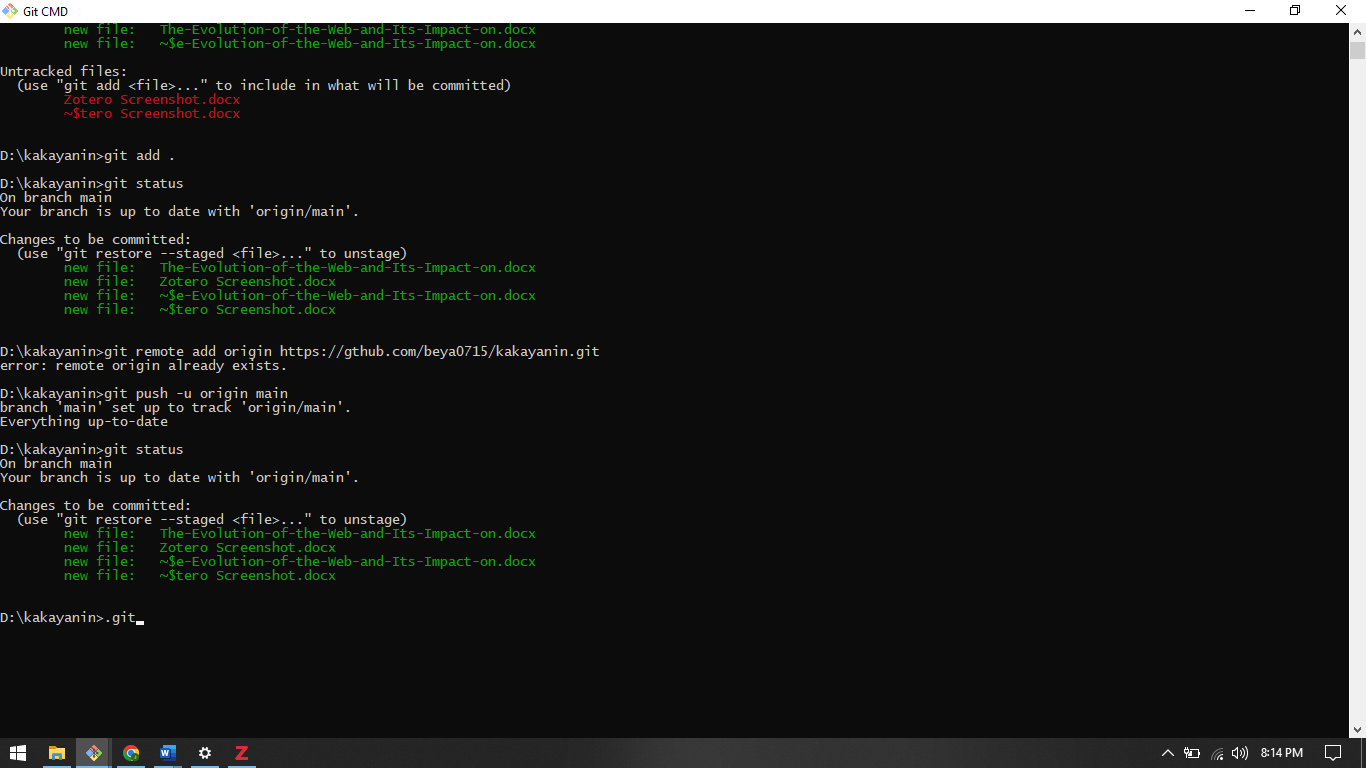 Git CMD
new file:   The-Evolution-of-the-Web-and-Its-Impact-on.docx
new file:   ~$e-Evolution-of-the-Web-and-Its-Impact-on.docx
Untracked files:
(use "git add <file>..." to include in what will be committed)
Zotero Screenshot.docx
~$tero Screenshot.docx
D:\kakayanin>git add .
D:\kakayanin>git status
On branch main
Your branch is up to date with 'origin/main'.
Changes to be committed:
(use "git restore --staged <file>..." to unstage)
new file:   The-Evolution-of-the-Web-and-Its-Impact-on.docx
new file:   Zotero Screenshot.docx
new file:   ~$e-Evolution-of-the-Web-and-Its-Impact-on.docx
new file:   ~$tero Screenshot.docx
D:\kakayanin>git remote add origin https://gthub.com/beya0715/kakayanin.git
error: remote origin already exists.
D:\kakayanin>git push -u origin main
branch 'main' set up to track 'origin/main'.
Everything up-to-date
D:\kakayanin>git status
On branch main
Your branch is up to date with 'origin/main'.
Changes to be committed:
(use "git restore --staged <file>..." to unstage)
new file:   The-Evolution-of-the-Web-and-Its-Impact-on.docx
new file:   Zotero Screenshot.docx
new file:   ~$e-Evolution-of-the-Web-and-Its-Impact-on.docx
new file:   ~$tero Screenshot.docx
D:\kakayanin>.git
8:14 PM